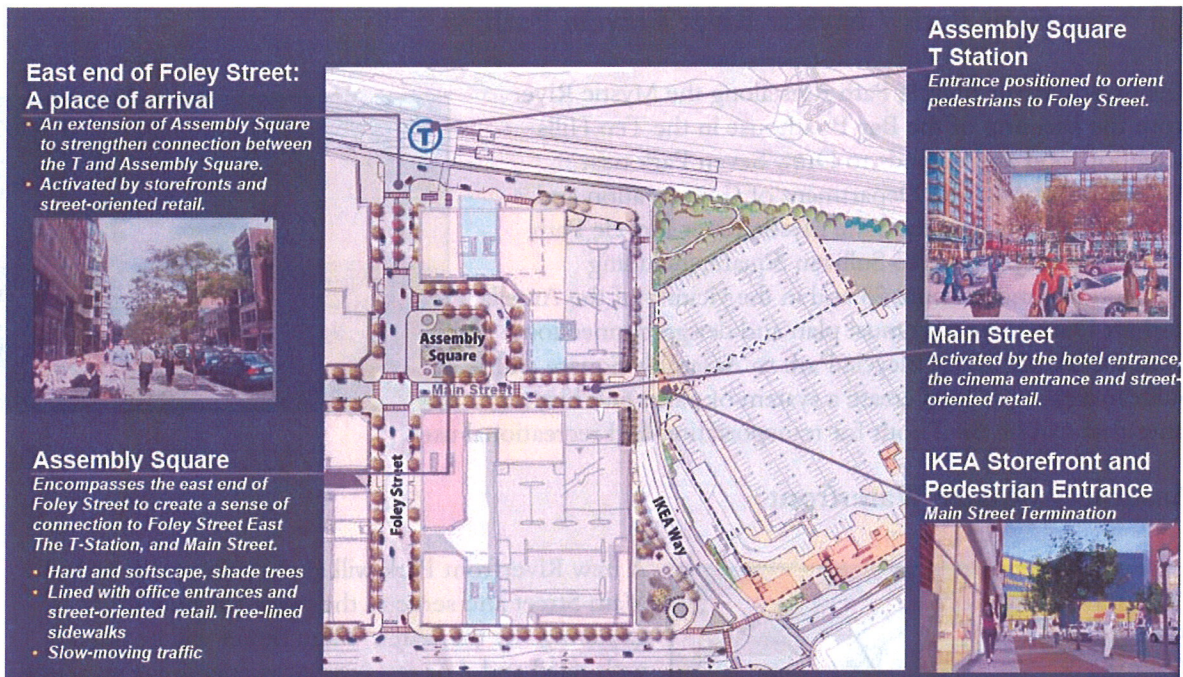 East end of Foley Street:
A place of arrival
• An extension of Assembly Square
to strengthen connection between
the T and Assembly Square.
• Activated by storefronts and
street-oriented retail.
Assembly Square
Encompasses the east end of
Foley Street to create a sense of
connection to Foley Street East
The T-Station, and Main Street.
• Hard and softscape, shade trees
• Lined with office entrances and
street-oriented retail. Tree-lined
sidewalks
• Slow-moving traffic
T
Assembly
Square
Main Street
Foley Street
IKEA Way
Assembly Square
T Station
Entrance positioned to orient
pedestrians to Foley Street.
Main Street
Activated by the hotel entrance,
the cinema entrance and street-
oriented retail.
IKEA Storefront and
Pedestrian Entrance
Main Street Termination